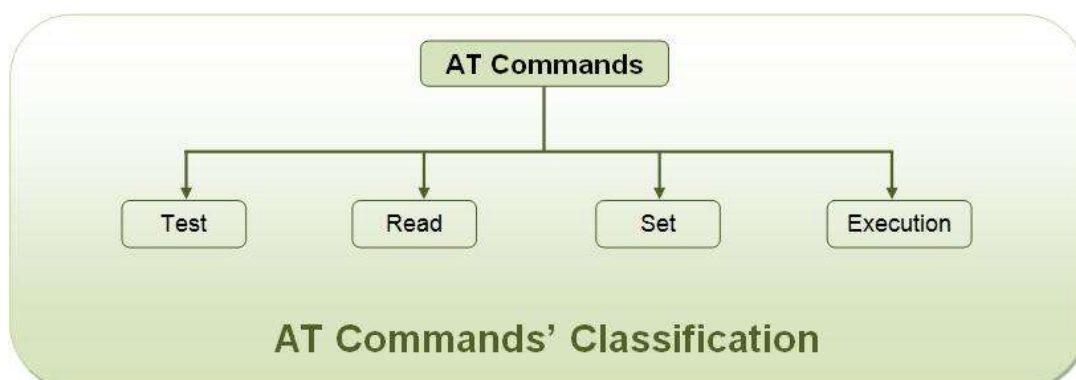 AT Commands
Test Read Set Execution
AT Commands’ Classification